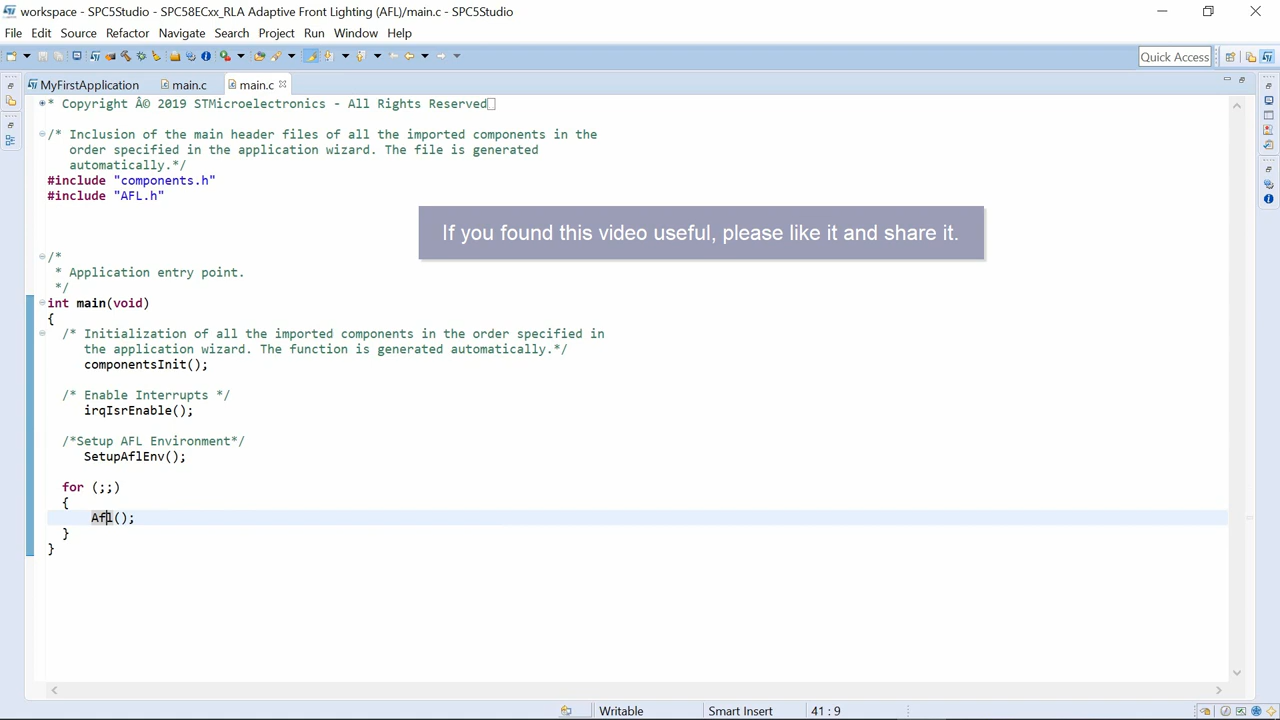 workspace - SPC5Studio - SPC58ECxx_RLA Adaptive Front Lighting (AFL)/main.c - SPC5Studio
File Edit Source Refactor Navigate Search Project Run Window Help
Quick Access
MyFirstApplication main.c main.c
* Copyright Â© 2019 STMicroelectronics - All Rights Reserved
/* Inclusion of the main header files of all the imported components in the
order specified in the application wizard. The file is generated
automatically.*/
#include "components.h"
#include "AFL.h"
If you found this video useful, please like it and share it.
/*
* Application entry point.
*/
int main(void)
{
/* Initialization of all the imported components in the order specified in
the application wizard. The function is generated automatically.*/
componentsInit();
/* Enable Interrupts */
irqIsrEnable();
/*Setup AFL Environment*/
SetupAflEnv();
for (;;)
{
Afl();
}
}
Writable Smart Insert 41 : 9